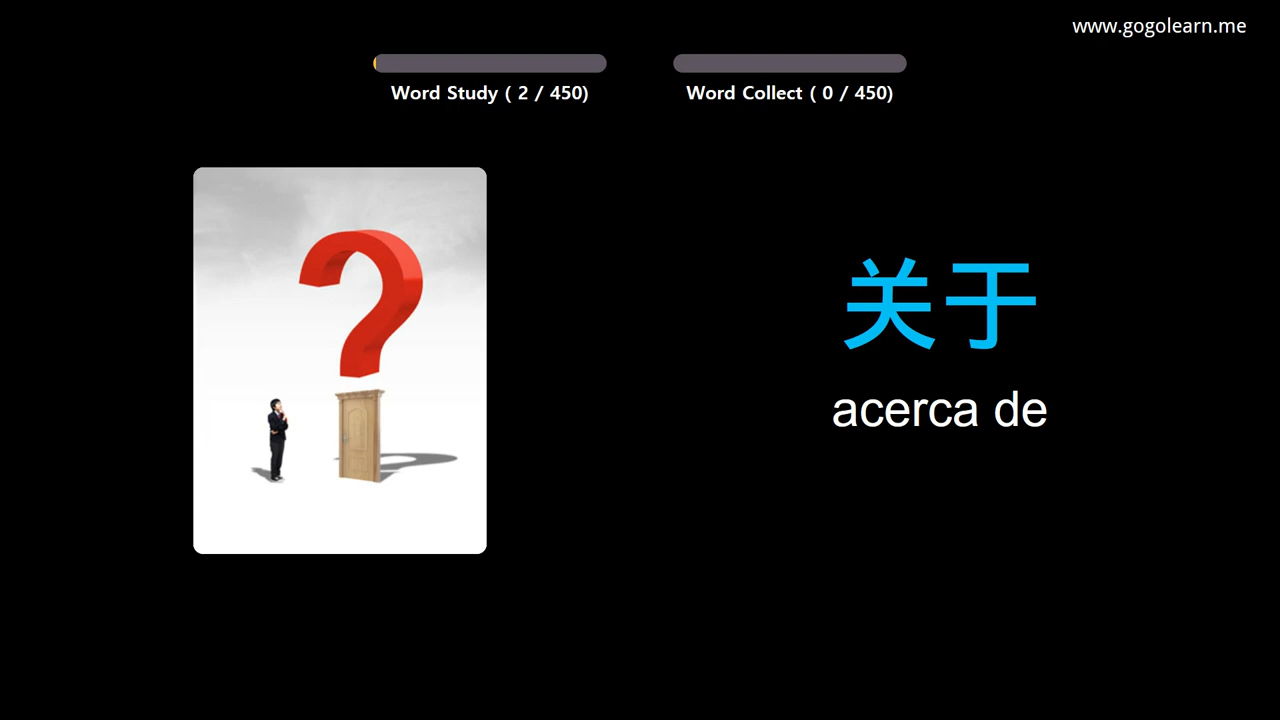 www.gogolearn.me
Word Study ( 2 / 450)
Word Collect ( 0 / 450)
关于
acerca de